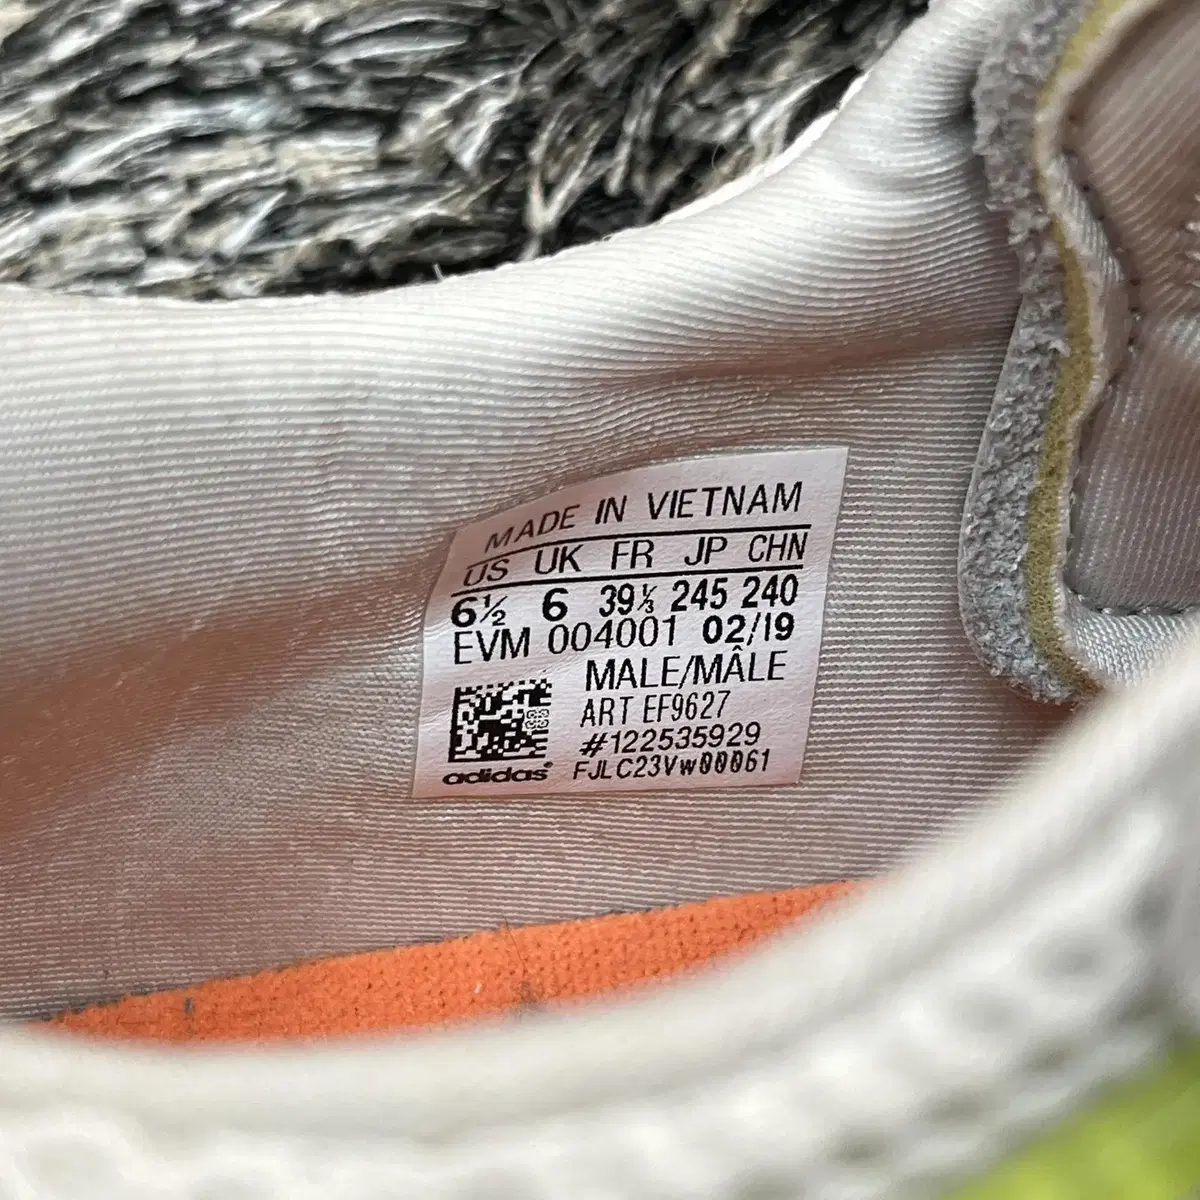 MADE IN VIETNAM
US UK FR JP CHN
6½ 6 39⅓ 245 240
EVM 004001 02/19
MALE/MÂLE
ART EF9627
#122535929
adidas FJLC23Vw00061